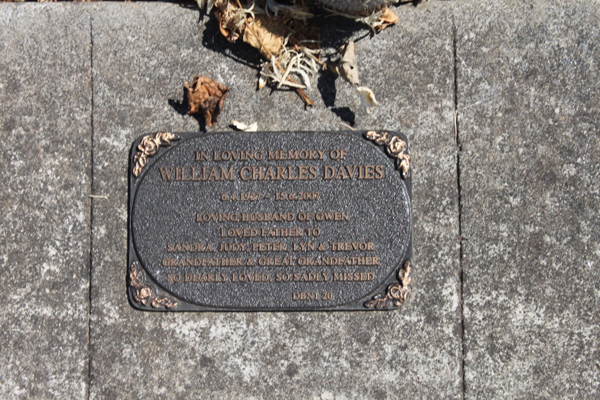 IN LOVING MEMORY OF
WILLIAM CHARLES DAVIES
LOVING HUSBAND OF GWEN
LOVED FATHER TO
SANDRA, JUDY, PETER, LYN & TREVOR
GRANDFATHER & GREAT GRANDFATHER
SO DEARLY LOVED, SO SADLY MISSED